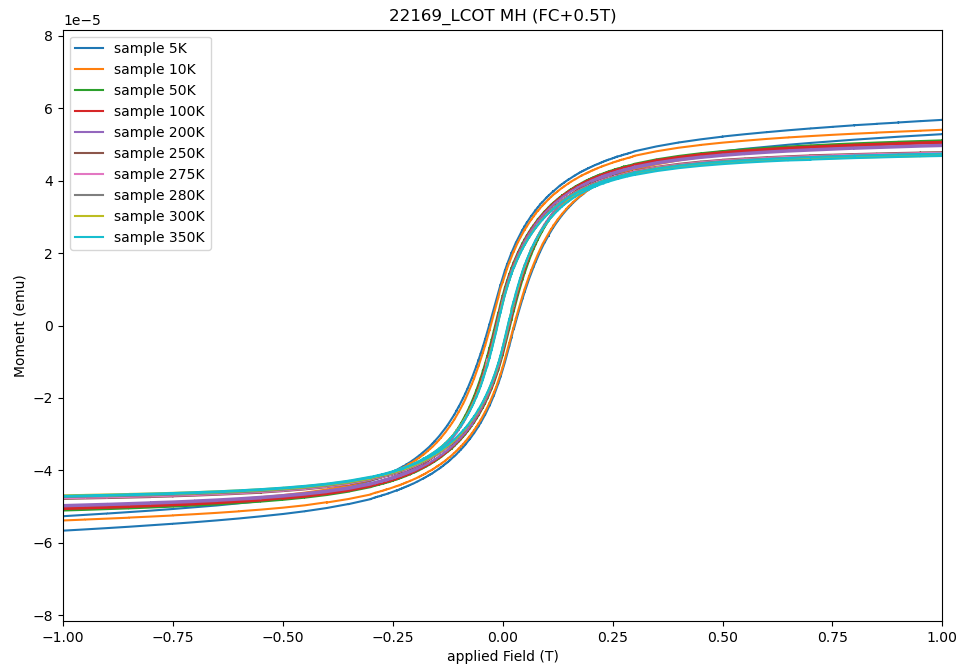 22169_LCOT MH (FC+0.5T)
1e−5
8
6
4
2
0
−2
−4
−6
−8
Moment (emu)
sample 5K
sample 10K
sample 50K
sample 100K
sample 200K
sample 250K
sample 275K
sample 280K
sample 300K
sample 350K
−1.00 −0.75 −0.50 −0.25 0.00 0.25 0.50 0.75 1.00
applied Field (T)